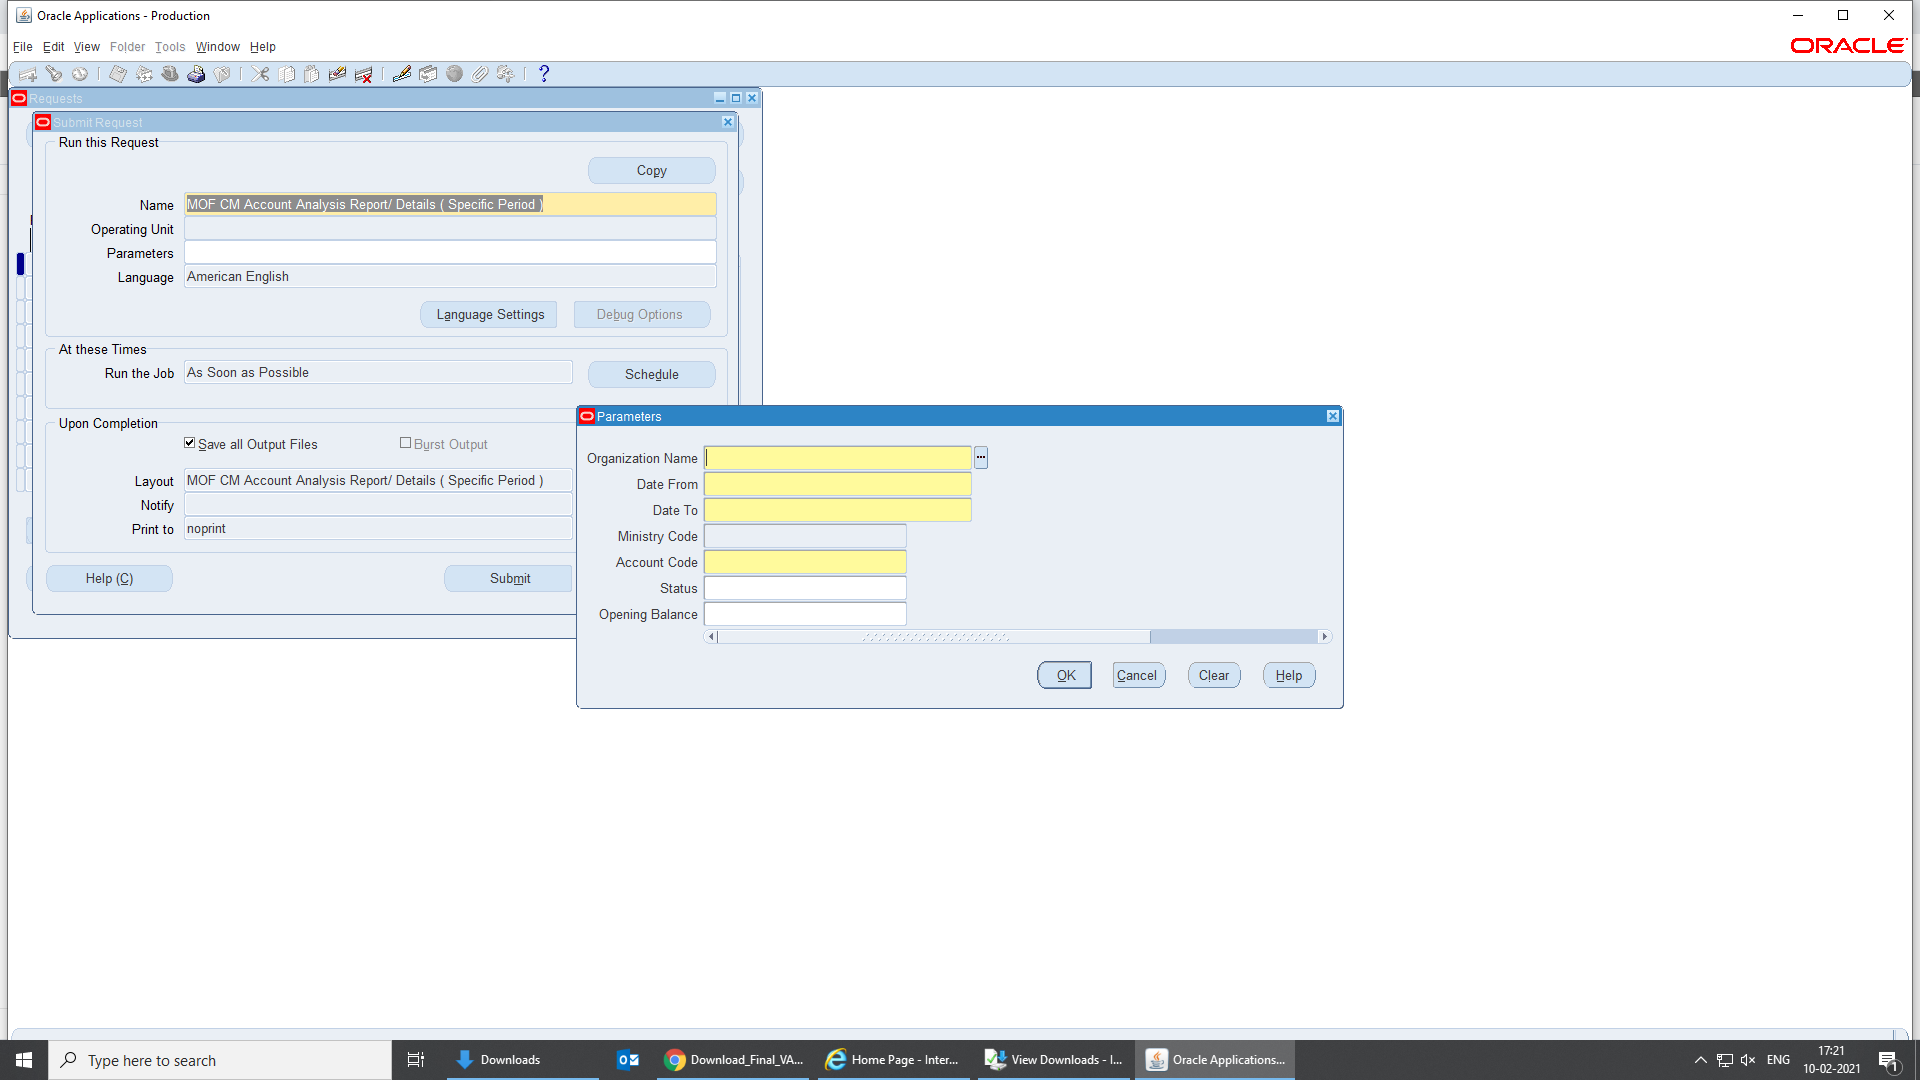 Oracle Applications - Production
File Edit View Folder Tools Window Help
ORACLE
Requests
Submit Request
Run this Request
Copy
Name MOF CM Account Analysis Report/ Details ( Specific Period )
Operating Unit
Parameters
Language American English
Language Settings Debug Options
At these Times
Run the Job As Soon as Possible Schedule
Upon Completion
Save all Output Files Burst Output
Layout MOF CM Account Analysis Report/ Details ( Specific Period )
Notify
Print to noprint
Help (C) Submit
Parameters
Organization Name
Date From
Date To
Ministry Code
Account Code
Status
Opening Balance
OK Cancel Clear Help
Type here to search
Downloads
Download_Final_VA...
Home Page - Inter...
View Downloads - I...
Oracle Applications...
ENG
17:21
10-02-2021
1